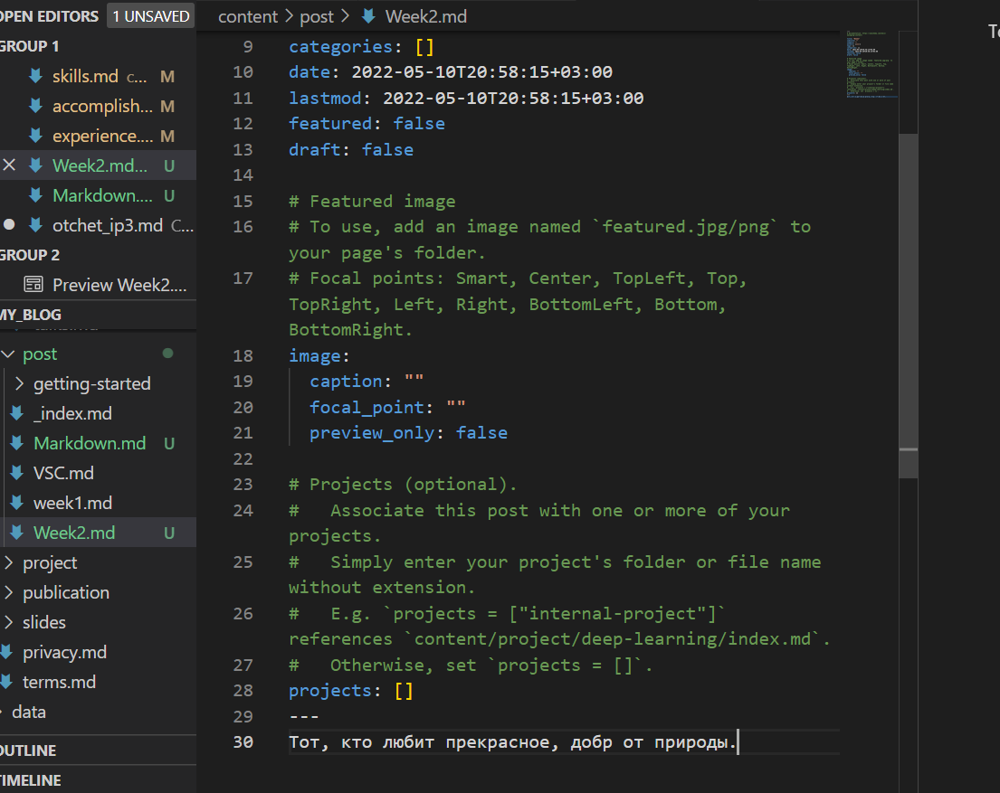 OPEN EDITORS 1 UNSAVED
GROUP 1
skills.md c... M
accomplish... M
experience.... M
Week2.md... U
Markdown.... U
otchet_ip3.md C...
GROUP 2
Preview Week2....
MY_BLOG
post
getting-started
_index.md
Markdown.md U
VSC.md
week1.md
Week2.md U
project
publication
slides
privacy.md
terms.md
data
OUTLINE
TIMELINE
content > post > Week2.md
9 categories: []
10 date: 2022-05-10T20:58:15+03:00
11 lastmod: 2022-05-10T20:58:15+03:00
12 featured: false
13 draft: false
14
15 # Featured image
16 # To use, add an image named `featured.jpg/png` to
your page's folder.
17 # Focal points: Smart, Center, TopLeft, Top,
TopRight, Left, Right, BottomLeft, Bottom,
BottomRight.
18 image:
19 caption: ""
20 focal_point: ""
21 preview_only: false
22
23 # Projects (optional).
24 #   Associate this post with one or more of your
projects.
25 #   Simply enter your project's folder or file name
without extension.
26 #   E.g. `projects = ["internal-project"]`
references `content/project/deep-learning/index.md`.
27 #   Otherwise, set `projects = []`.
28 projects: []
29 ---
30 Тот, кто любит прекрасное, добр от природы.